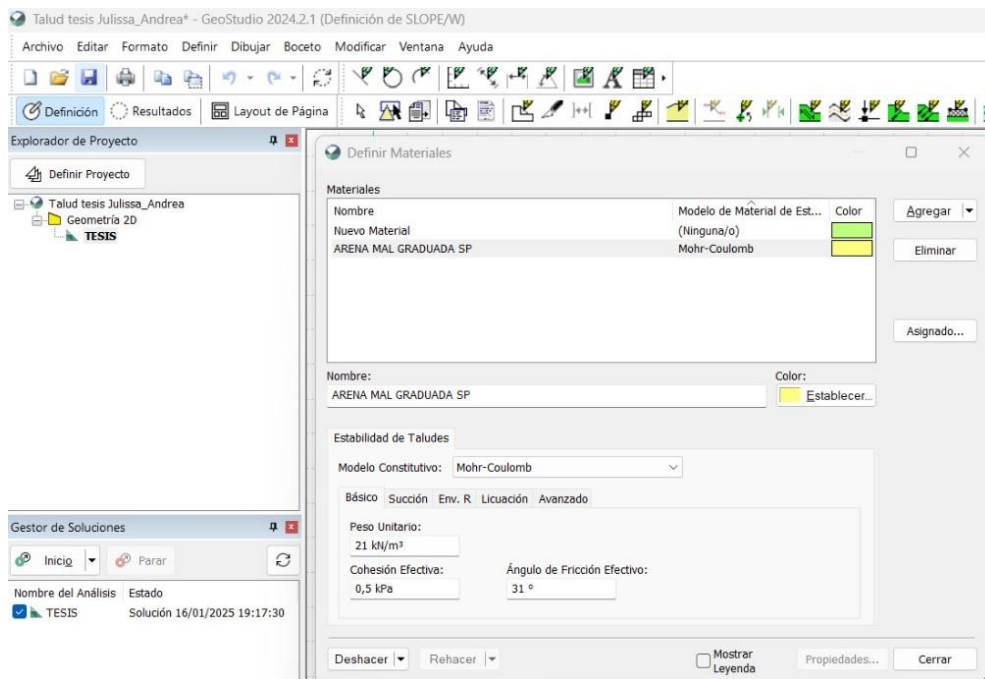 Talud tesis Julissa_Andrea* - GeoStudio 2024.2.1 (Definición de SLOPE/W)
Archivo Editar Formato Definir Dibujar Boceto Modificar Ventana Ayuda
Definición Resultados Layout de Página
Explorador de Proyecto
Definir Proyecto
Talud tesis Julissa_Andrea
Geometría 2D
TESIS
Gestor de Soluciones
Inicio Parar
Nombre del Análisis Estado
TESIS Solución 16/01/2025 19:17:30
Definir Materiales
Materiales
Nombre Modelo de Material de Est... Color
Nuevo Material (Ninguna/o)
ARENA MAL GRADUADA SP Mohr-Coulomb
Agregar
Eliminar
Asignado...
Nombre: Color:
ARENA MAL GRADUADA SP Establecer...
Estabilidad de Taludes
Modelo Constitutivo: Mohr-Coulomb
Básico Succión Env. R Licuación Avanzado
Peso Unitario:
21 kN/m³
Cohesión Efectiva: Ángulo de Fricción Efectivo:
0,5 kPa 31 °
Deshacer Rehacer Mostrar Leyenda Propiedades... Cerrar